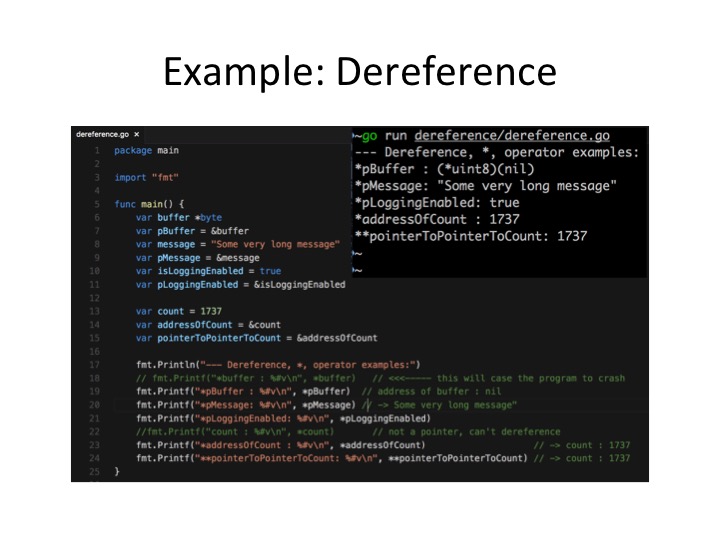 Example: Dereference
dereference.go ×
1 package main
2
3 import "fmt"
4
5 func main() {
6 var buffer *byte
7 var pBuffer = &buffer
8 var message = "Some very long message"
9 var pMessage = &message
10 var isLoggingEnabled = true
11 var pLoggingEnabled = &isLoggingEnabled
12
13 var count = 1737
14 var addressOfCount = &count
15 var pointerToPointerToCount = &addressOfCount
16
17 fmt.Println("--- Dereference, *, operator examples:")
18 // fmt.Printf("*buffer : %#v\n", *buffer) // <<<----- this will case the program to crash
19 fmt.Printf("*pBuffer : %#v\n", *pBuffer) // address of buffer : nil
20 fmt.Printf("*pMessage: %#v\n", *pMessage) // -> Some very long message"
21 fmt.Printf("*pLoggingEnabled: %#v\n", *pLoggingEnabled)
22 //fmt.Printf("count : %#v\n", *count) // not a pointer, can't dereference
23 fmt.Printf("*addressOfCount : %#v\n", *addressOfCount) // -> count : 1737
24 fmt.Printf("**pointerToPointerToCount: %#v\n", **pointerToPointerToCount) // -> count : 1737
25 }
~go run dereference/dereference.go
--- Dereference, *, operator examples:
*pBuffer : (*uint8)(nil)
*pMessage: "Some very long message"
*pLoggingEnabled: true
*addressOfCount : 1737
**pointerToPointerToCount: 1737
~
~